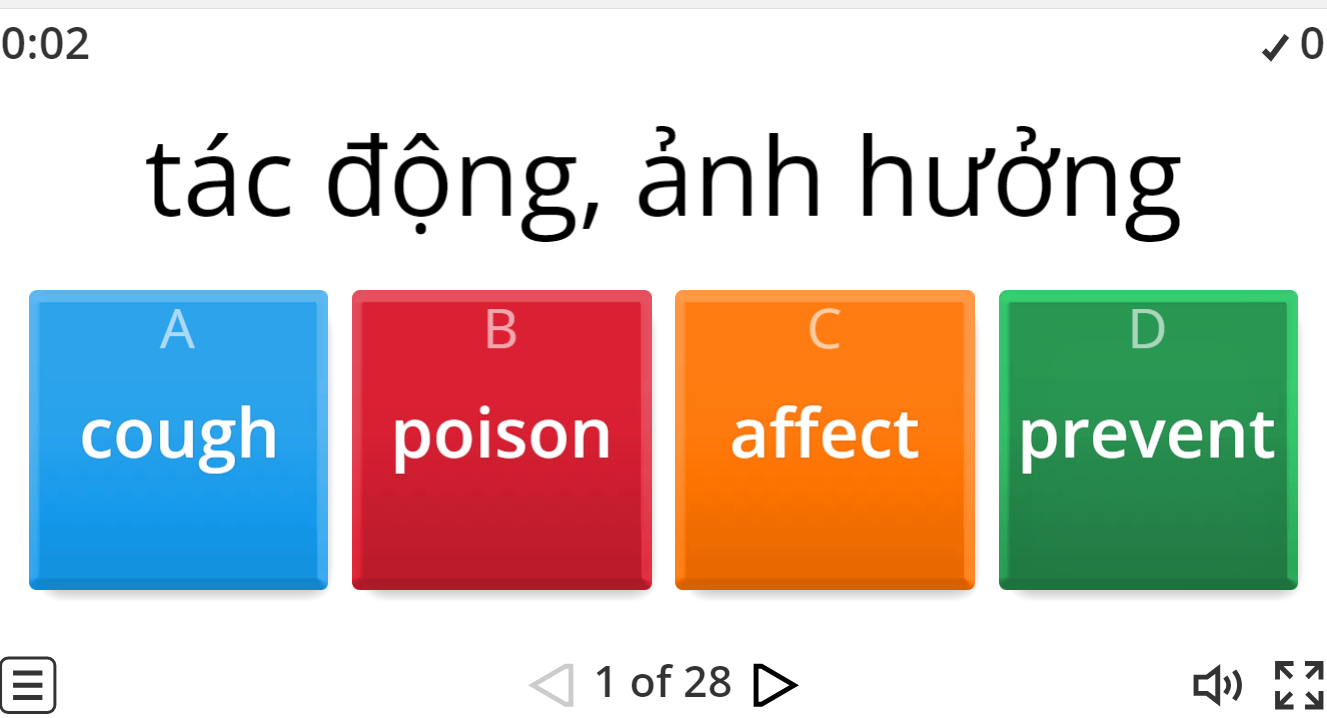 0:02
✓ 0
tác động, ảnh hưởng
A
cough
B
poison
C
affect
D
prevent
1 of 28